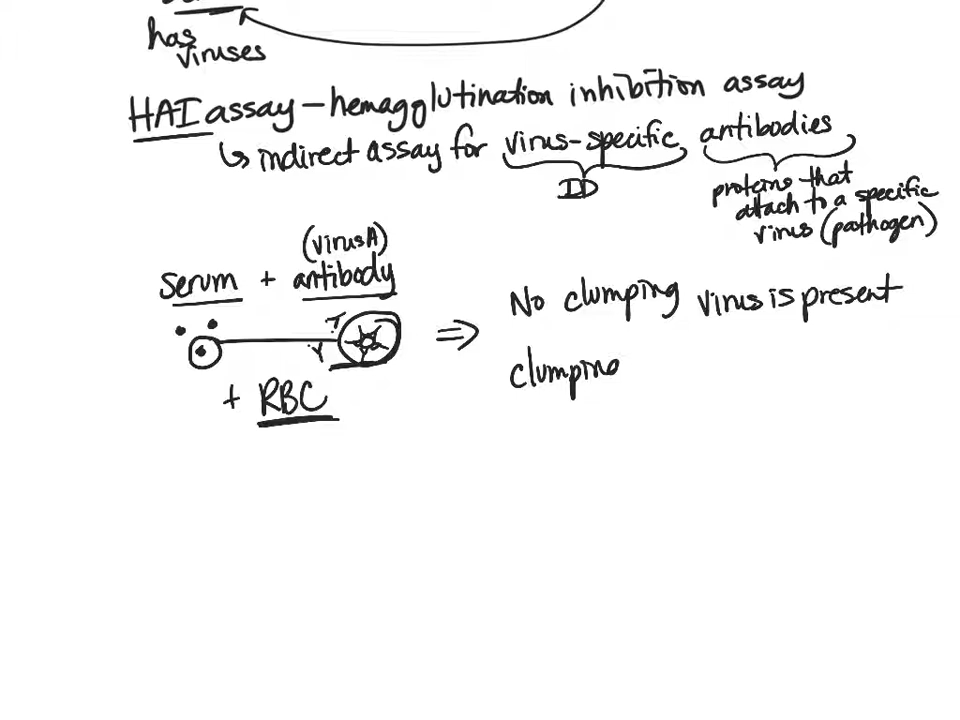 has
viruses
HAI assay - hemagglutination inhibition assay
↳ indirect assay for virus-specific antibodies
ID
proteins that
attach to a specific
virus (pathogen)
(virus A)
serum + antibody
+ RBC
⇒ No clumping virus is present
clumping